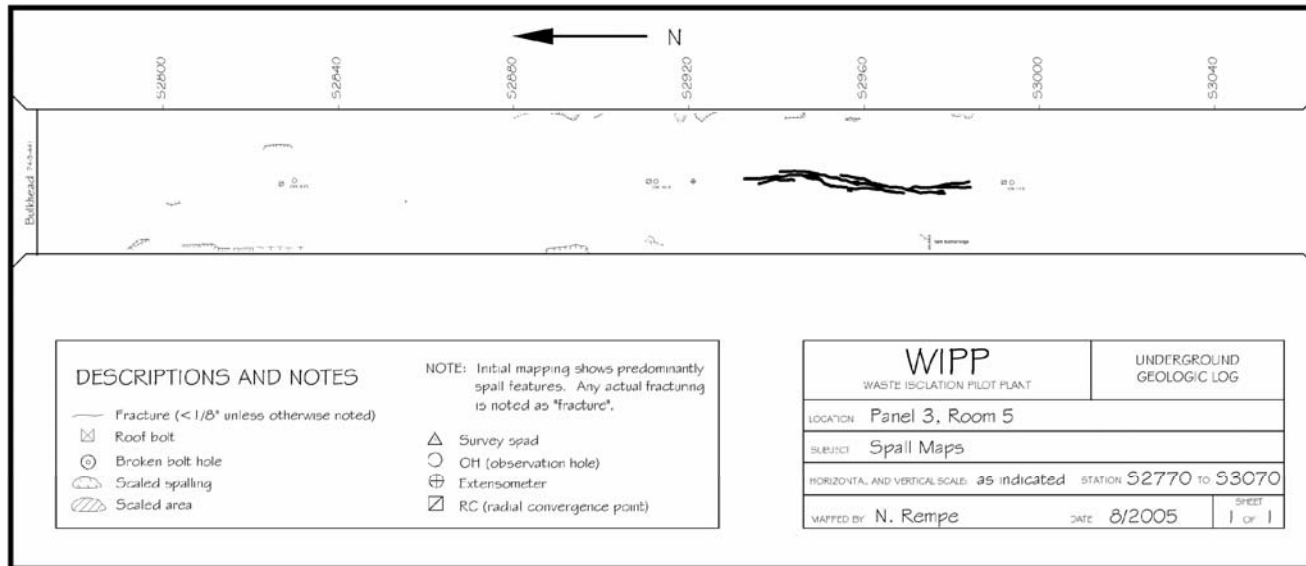 N
S2800
S2840
S2880
S2920
S2960
S3000
S3040
Bulkhead
DESCRIPTIONS AND NOTES
Fracture (<1/8" unless otherwise noted)
Roof bolt
Broken bolt hole
Scaled spalling
Scaled area
NOTE: Initial mapping shows predominantly
spall features. Any actual fracturing
is noted as "fracture".
Survey spad
OH (observation hole)
Extensometer
RC (radial convergence point)
WIPP
WASTE ISOLATION PILOT PLANT
UNDERGROUND
GEOLOGIC LOG
LOCATION Panel 3, Room 5
SUBJECT Spall Maps
HORIZONTAL AND VERTICAL SCALE: as indicated STATION S2770 TO S3070
MAPPED BY N. Rempe DATE 8/2005 SHEET
1 OF 1